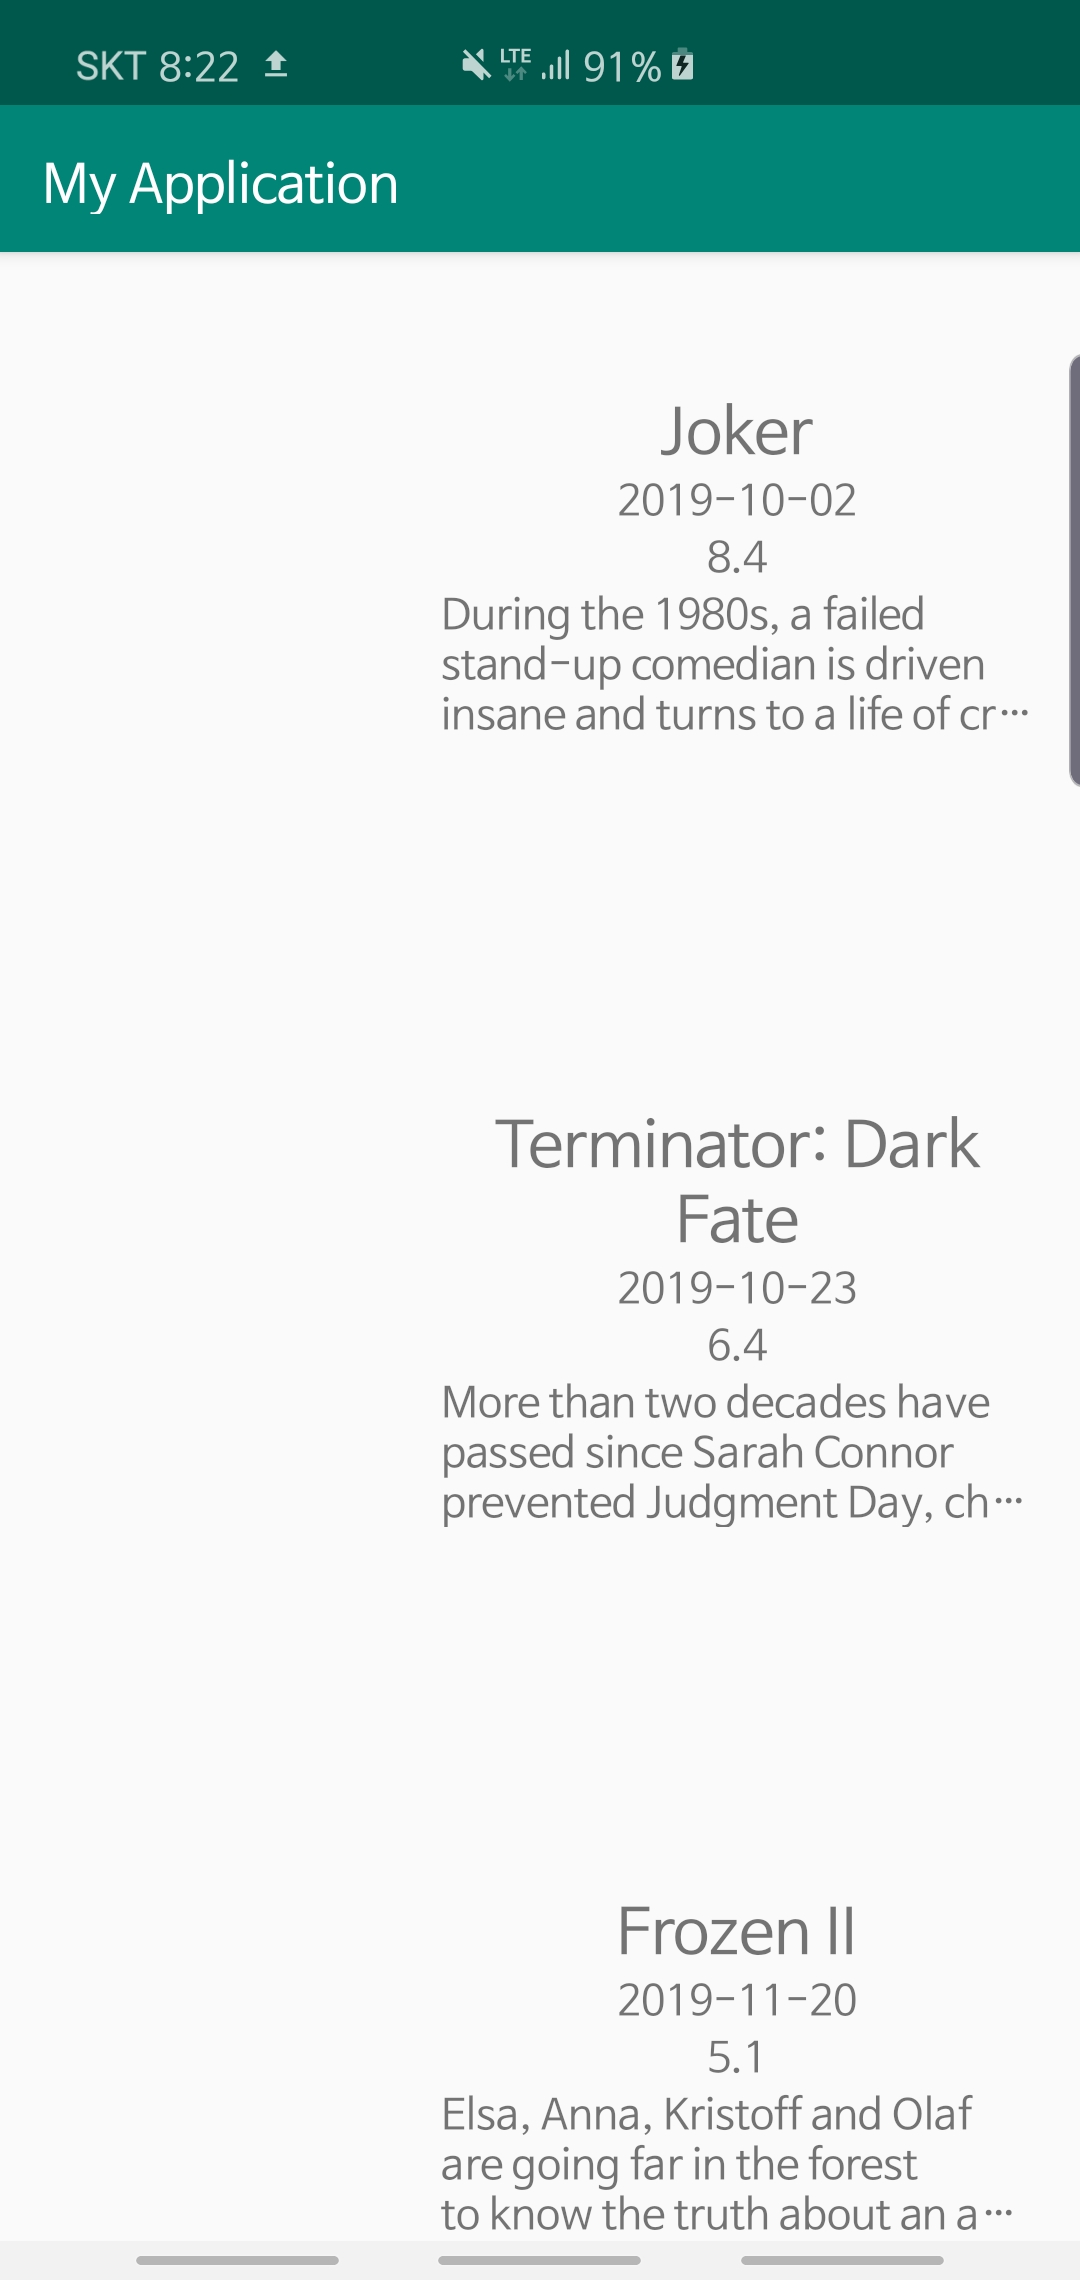 SKT 8:22 LTE 91%
My Application
Joker
2019-10-02
8.4
During the 1980s, a failed
stand-up comedian is driven
insane and turns to a life of cr…
Terminator: Dark
Fate
2019-10-23
6.4
More than two decades have
passed since Sarah Connor
prevented Judgment Day, ch…
Frozen II
2019-11-20
5.1
Elsa, Anna, Kristoff and Olaf
are going far in the forest
to know the truth about an a…